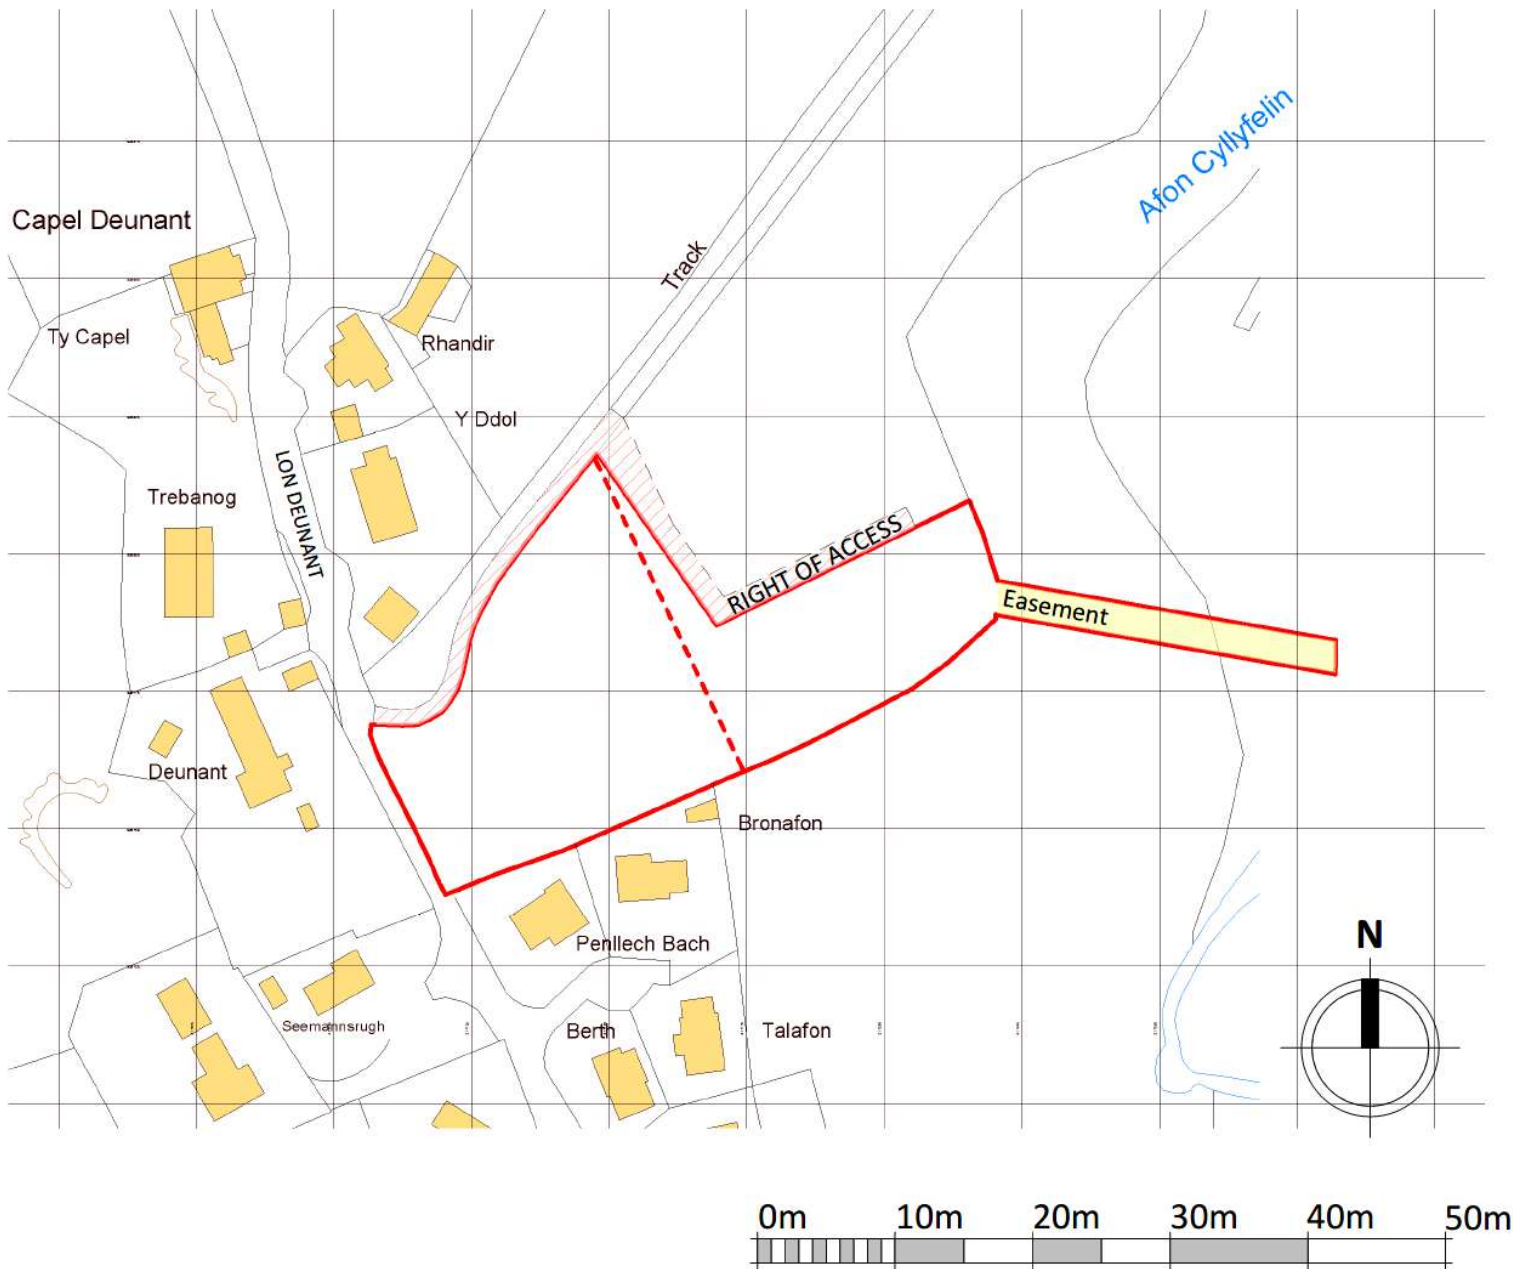 Afon Cyllyfelin
Capel Deunant
Track
Ty Capel
Rhandir
Y Ddol
LON DEUNANT
Trebanog
RIGHT OF ACCESS
Easement
Deunant
Bronafon
Penllech Bach
N
Seemannsrugh
Berth
Talafon
0m 10m 20m 30m 40m 50m